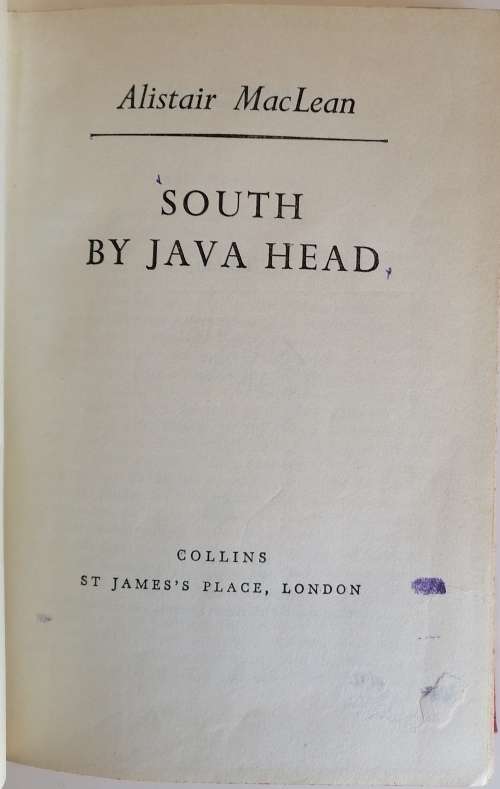 Alistair MacLean
SOUTH
BY JAVA HEAD
COLLINS
ST JAMES'S PLACE, LONDON